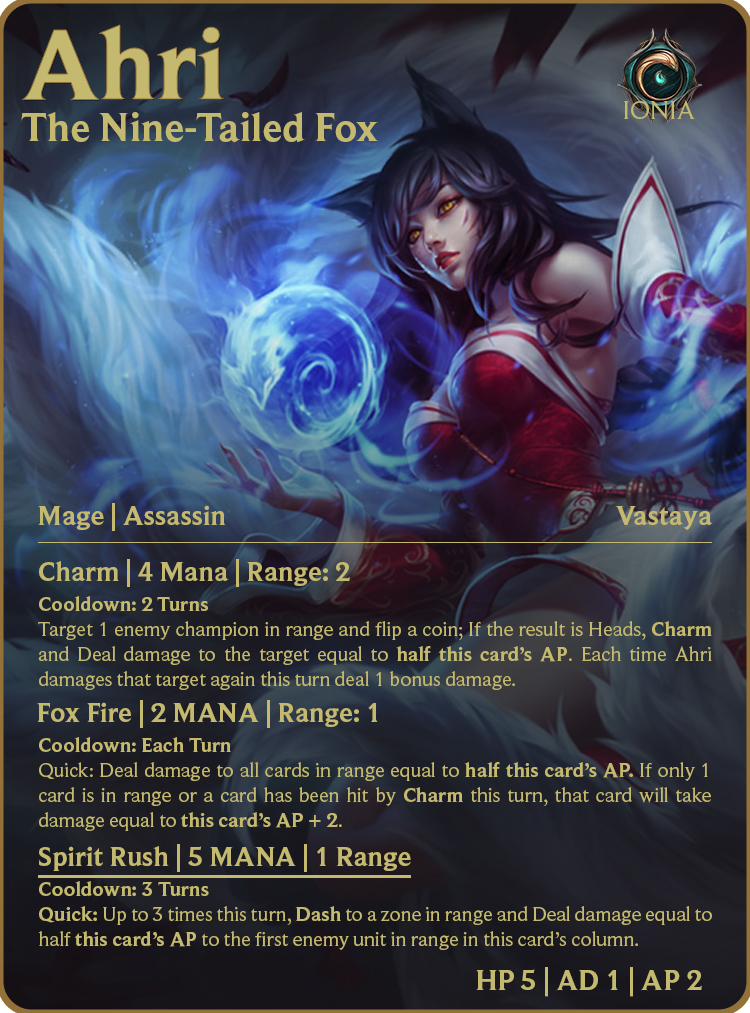 Ahri
IONIA
The Nine-Tailed Fox
Mage | Assassin
Vastaya
Charm | 4 Mana | Range: 2
Cooldown: 2 Turns
Target 1 enemy champion in range and flip a coin; If the result is Heads, Charm
and Deal damage to the target equal to half this card's AP. Each time Ahri
damages that target again this turn deal 1 bonus damage.
Fox Fire | 2 MANA | Range: 1
Cooldown: Each Turn
Quick: Deal damage to all cards in range equal to half this card's AP. If only 1
card is in range or a card has been hit by Charm this turn, that card will take
damage equal to this card's AP + 2.
Spirit Rush | 5 MANA | 1 Range
Cooldown: 3 Turns
Quick: Up to 3 times this turn, Dash to a zone in range and Deal damage equal to
half this card's AP to the first enemy unit in range in this card's column.
HP 5 | AD 1 | AP 2